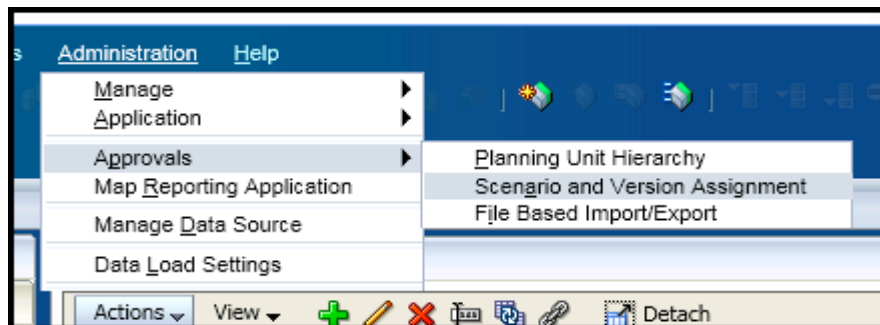 s Administration Help
Manage
Application
Approvals
Map Reporting Application
Manage Data Source
Data Load Settings
Planning Unit Hierarchy
Scenario and Version Assignment
File Based Import/Export
Actions View Detach